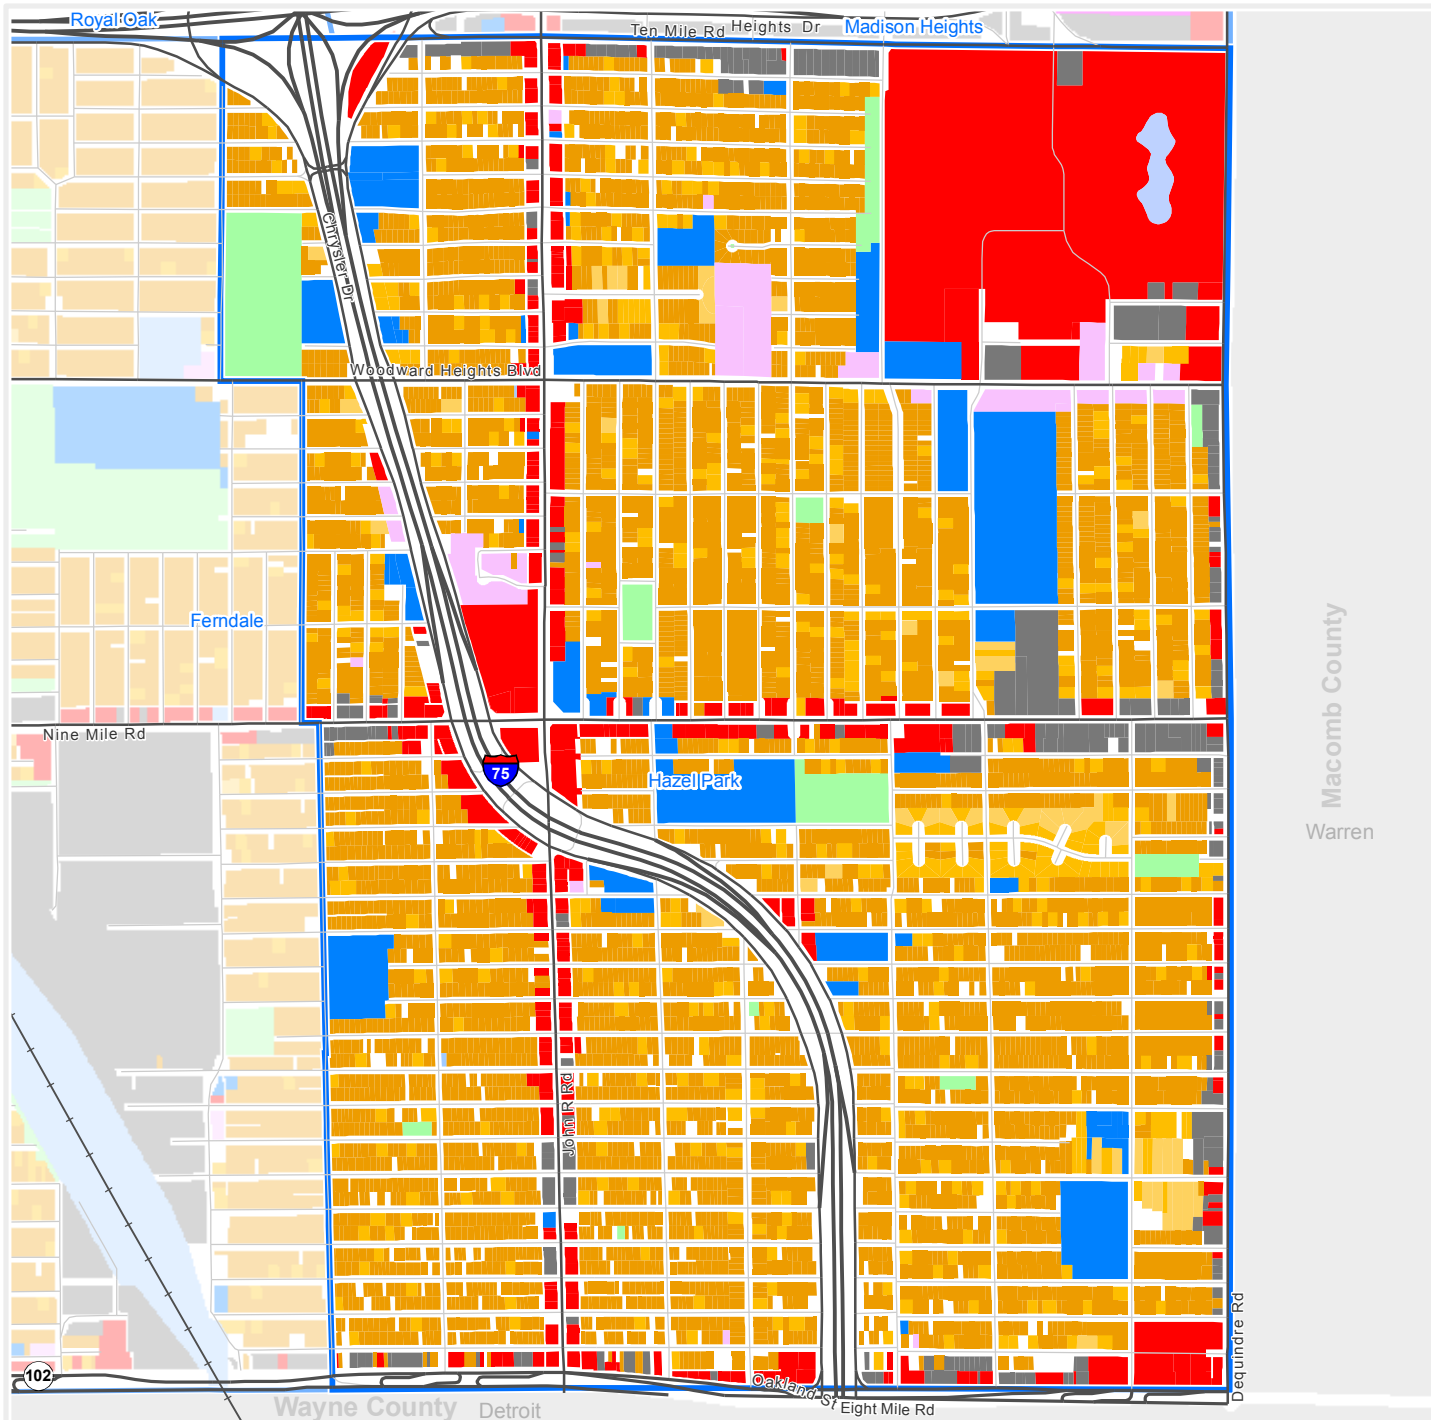 Royal Oak
Ten Mile Rd
Heights Dr
Madison Heights
Chrysler Dr
Woodward Heights Blvd
Ferndale
Macomb County
Nine Mile Rd
75
Hazel Park
Warren
John R Rd
Dequindre Rd
102
Oakland St
Eight Mile Rd
Wayne County
Detroit